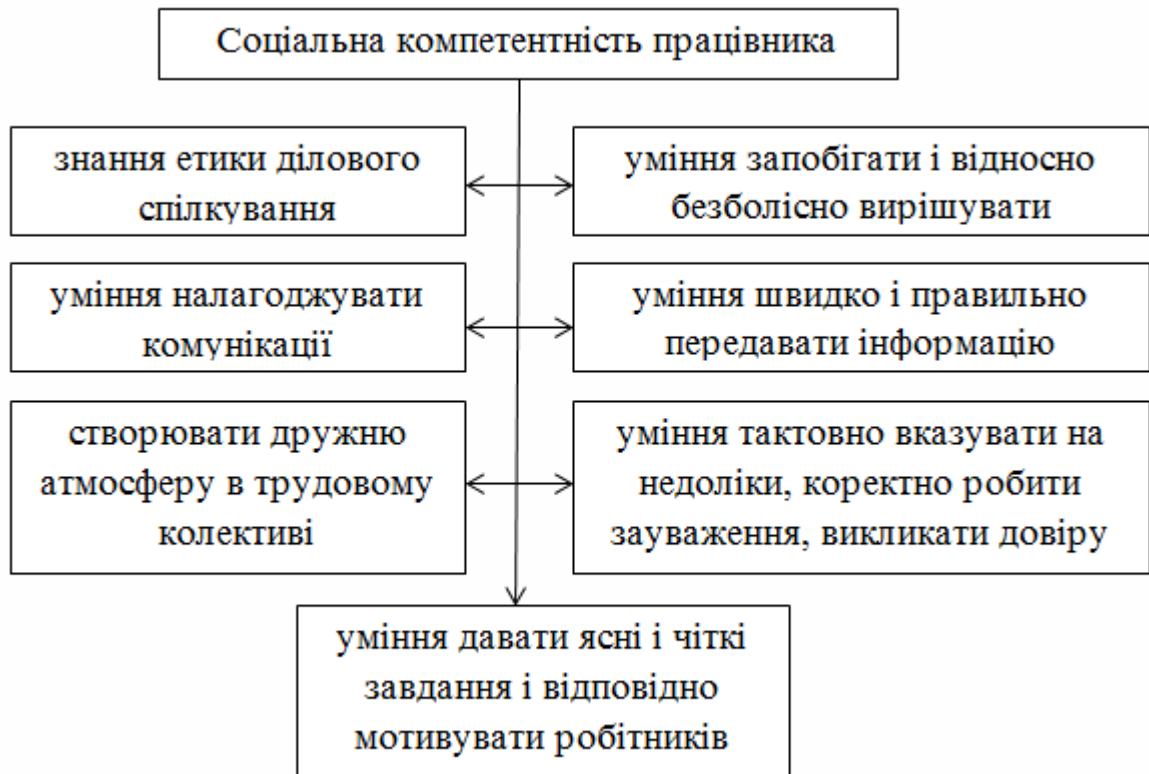 Соціальна компетентність працівника
знання етики ділового
спілкування
уміння запобігати і відносно
безболісно вирішувати
уміння налагоджувати
комунікації
уміння швидко і правильно
передавати інформацію
створювати дружню
атмосферу в трудовому
колективі
уміння тактовно вказувати на
недоліки, коректно робити
зауваження, викликати довіру
уміння давати ясні і чіткі
завдання і відповідно
мотивувати робітників